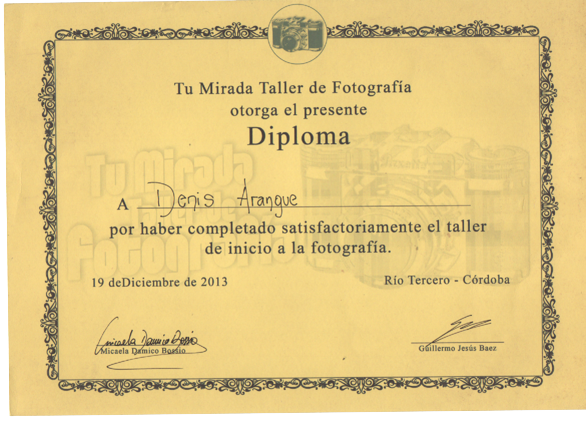 Tu Mirada Taller de Fotografía
otorga el presente
Diploma
A Denis Arangue
por haber completado satisfactoriamente el taller
de inicio a la fotografía.
19 deDiciembre de 2013 Río Tercero - Córdoba
Micaela Damico Bossio
Micaela Damico Bossio Guillermo Jesús Baez
Tu Mirada